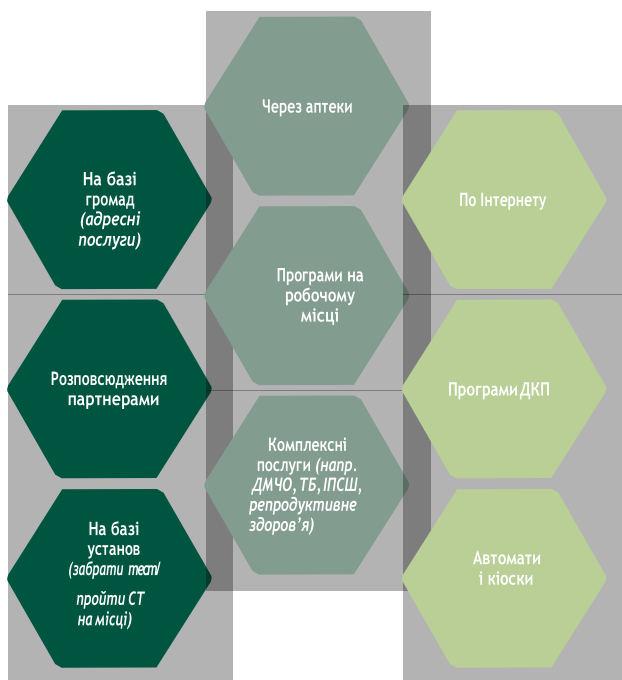 На базі
громад
(адресні
послуги)
Розповсюдження
партнерами
На базі
установ
(забрати тест/
пройти СТ
на місці)
Через аптеки
Програми на
робочому
місці
Комплексні
послуги (напр.
ДМЧО, ТБ, ІПСШ,
репродуктивне
здоров’я)
По Інтернету
Програми ДКП
Автомати
і кіоски